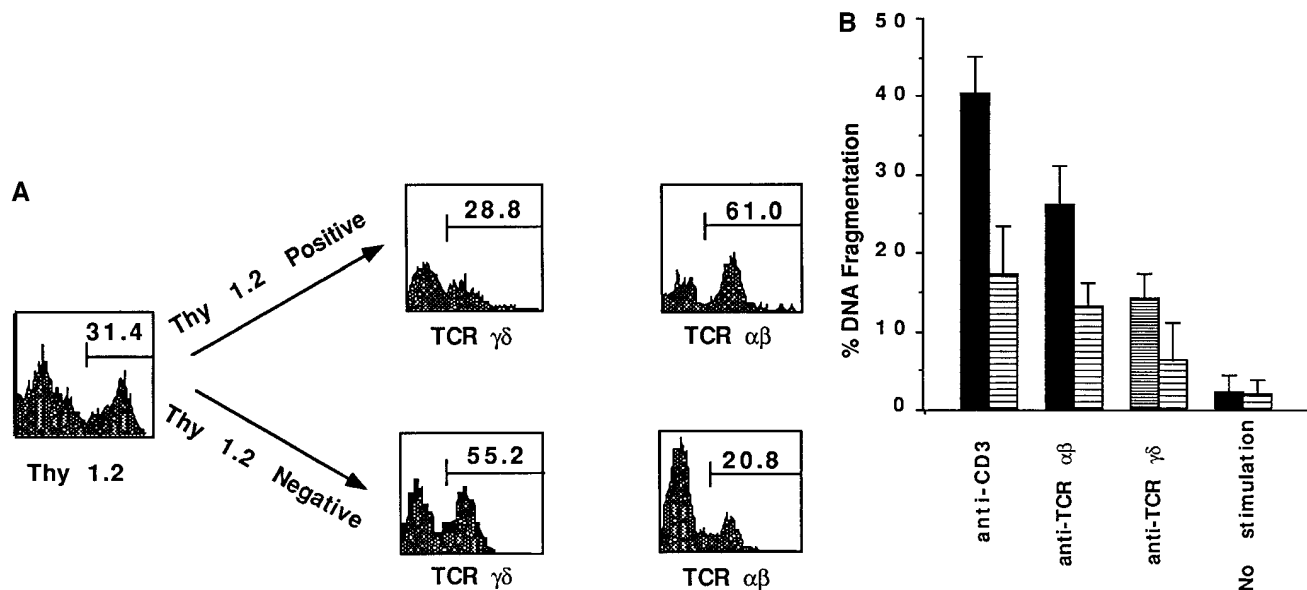 A
31.4
Thy 1.2
Thy 1.2 Positive
Thy 1.2 Negative
28.8
TCR γδ
61.0
TCR αβ
55.2
TCR γδ
20.8
TCR αβ
B
% DNA Fragmentation
50
40
30
20
10
0
anti-CD3
anti-TCR αβ
anti-TCR γδ
No stimulation